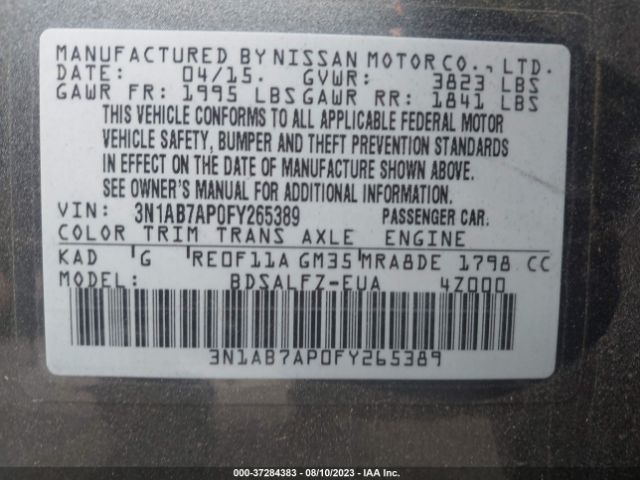 MANUFACTURED BY NISSAN MOTOR CO., LTD.
DATE: 04/15. GVWR: 3823 LBS
GAWR FR: 1995 LBS GAWR RR: 1841 LBS
THIS VEHICLE CONFORMS TO ALL APPLICABLE FEDERAL MOTOR
VEHICLE SAFETY, BUMPER AND THEFT PREVENTION STANDARDS
IN EFFECT ON THE DATE OF MANUFACTURE SHOWN ABOVE.
SEE OWNER'S MANUAL FOR ADDITIONAL INFORMATION.
VIN: 3N1AB7AP0FY265389 PASSENGER CAR.
COLOR TRIM TRANS AXLE ENGINE
KAD G RE0F11A GM35 MRA8DE 1798 CC
MODEL: BDSALFZ-EUA 4Z000
3N1AB7AP0FY265389
000-37284383 - 08/10/2023 - IAA Inc.